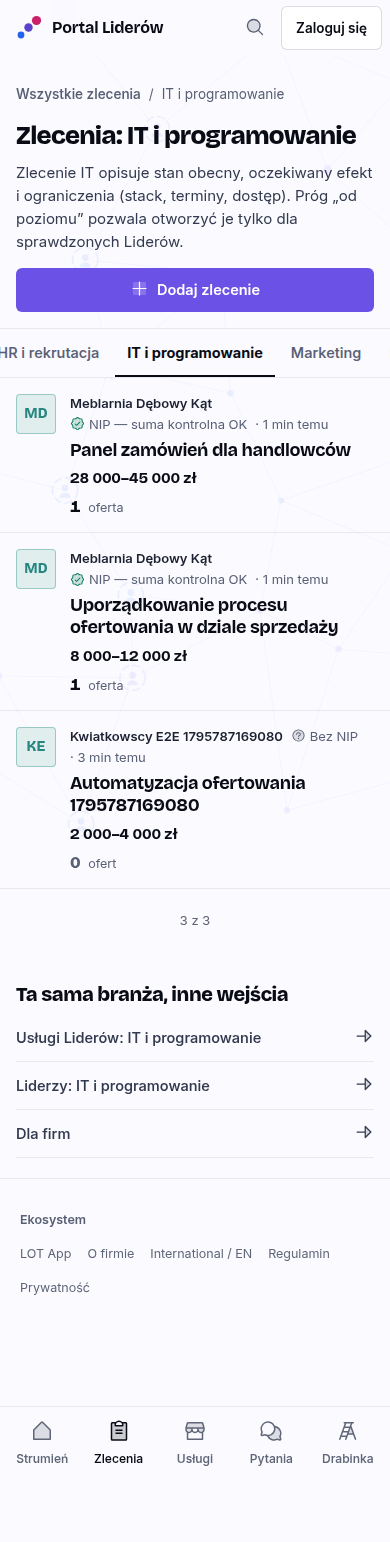 Portal Liderów
Zaloguj się
Wszystkie zlecenia / IT i programowanie
Zlecenia: IT i programowanie
Zlecenie IT opisuje stan obecny, oczekiwany efekt
i ograniczenia (stack, terminy, dostęp). Próg „od
poziomu” pozwala otworzyć je tylko dla
sprawdzonych Liderów.
Dodaj zlecenie
HR i rekrutacja IT i programowanie Marketing
MD
Meblarnia Dębowy Kąt
NIP — suma kontrolna OK · 1 min temu
Panel zamówień dla handlowców
28 000–45 000 zł
1 oferta
MD
Meblarnia Dębowy Kąt
NIP — suma kontrolna OK · 1 min temu
Uporządkowanie procesu
ofertowania w dziale sprzedaży
8 000–12 000 zł
1 oferta
KE
Kwiatkowscy E2E 1795787169080 Bez NIP
· 3 min temu
Automatyzacja ofertowania
1795787169080
2 000–4 000 zł
0 ofert
3 z 3
Ta sama branża, inne wejścia
Usługi Liderów: IT i programowanie
Liderzy: IT i programowanie
Dla firm
Ekosystem
LOT App O firmie International / EN Regulamin
Prywatność
Strumień Zlecenia Usługi Pytania Drabinka